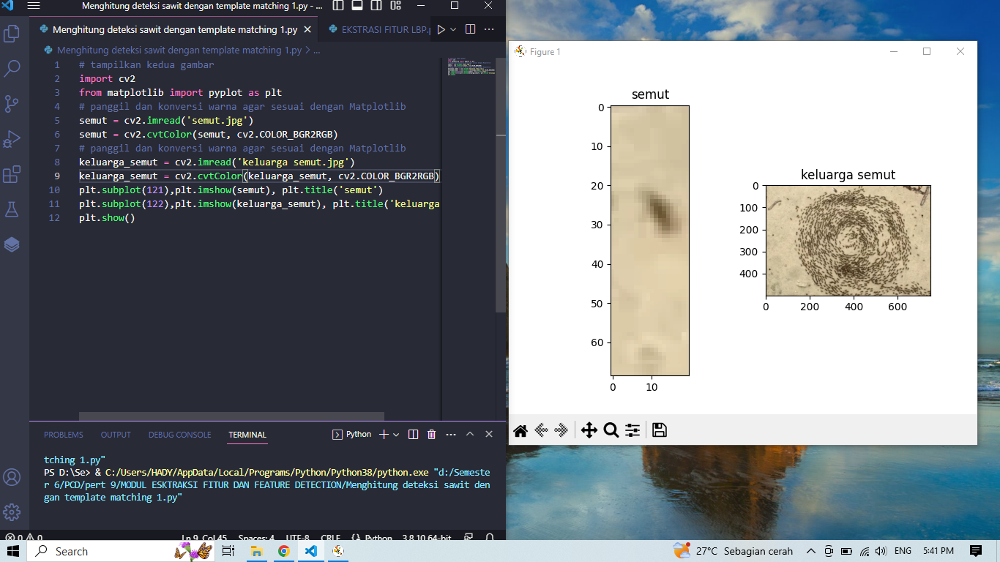 Menghitung deteksi sawit dengan template matching 1.py - ...
Menghitung deteksi sawit dengan template matching 1.py
EKSTRASI FITUR LBP.p
Menghitung deteksi sawit dengan template matching 1.py > ...
1 # tampilkan kedua gambar
2 import cv2
3 from matplotlib import pyplot as plt
4 # panggil dan konversi warna agar sesuai dengan Matplotlib
5 semut = cv2.imread('semut.jpg')
6 semut = cv2.cvtColor(semut, cv2.COLOR_BGR2RGB)
7 # panggil dan konversi warna agar sesuai dengan Matplotlib
8 keluarga_semut = cv2.imread('keluarga semut.jpg')
9 keluarga_semut = cv2.cvtColor(keluarga_semut, cv2.COLOR_BGR2RGB)
10 plt.subplot(121),plt.imshow(semut), plt.title('semut')
11 plt.subplot(122),plt.imshow(keluarga_semut), plt.title('keluarga
12 plt.show()
PROBLEMS OUTPUT DEBUG CONSOLE TERMINAL Python
tching 1.py"
PS D:\Se> & C:/Users/HADY/AppData/Local/Programs/Python/Python38/python.exe "d:/Semeste
r 6/PCD/pert 9/MODUL ESKTRAKSI FITUR DAN FEATURE DETECTION/Menghitung deteksi sawit den
gan template matching 1.py"
0 0 Ln 9, Col 45 Spaces: 4 UTF-8 CRLF Python 3.8.10 64-bit
Figure 1
semut
0
10
20
30
40
50
60
0 10
keluarga semut
0
100
200
300
400
0 200 400 600
Search
27°C Sebagian cerah
ENG
5:41 PM